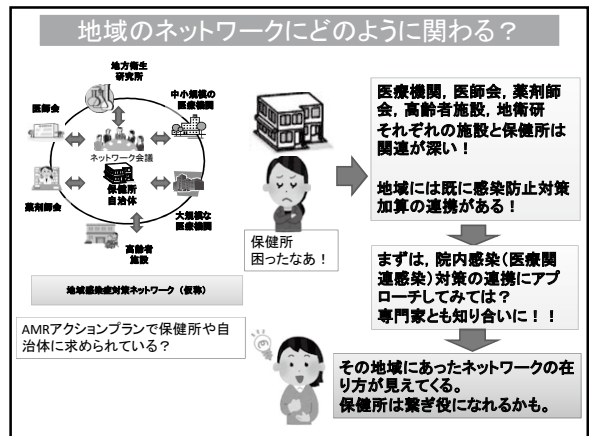 地域のネットワークにどのように関わる？
地方衛生
研究所
医師会
中小規模の
医療機関
ネットワーク会議
保健所
自治体
薬剤師会
大規模な
医療機関
高齢者
施設
地域感染症対策ネットワーク（仮称）
AMRアクションプランで保健所や自
治体に求められている？
保健所
困ったなあ！
医療機関，医師会，薬剤師
会，高齢者施設，地衛研
それぞれの施設と保健所は
関連が深い！
地域には既に感染防止対策
加算の連携がある！
まずは，院内感染（医療関
連感染）対策の連携にアプ
ローチしてみては？
専門家とも知り合いに！！
その地域にあったネットワークの在
り方が見えてくる。
保健所は繋ぎ役になれるかも。